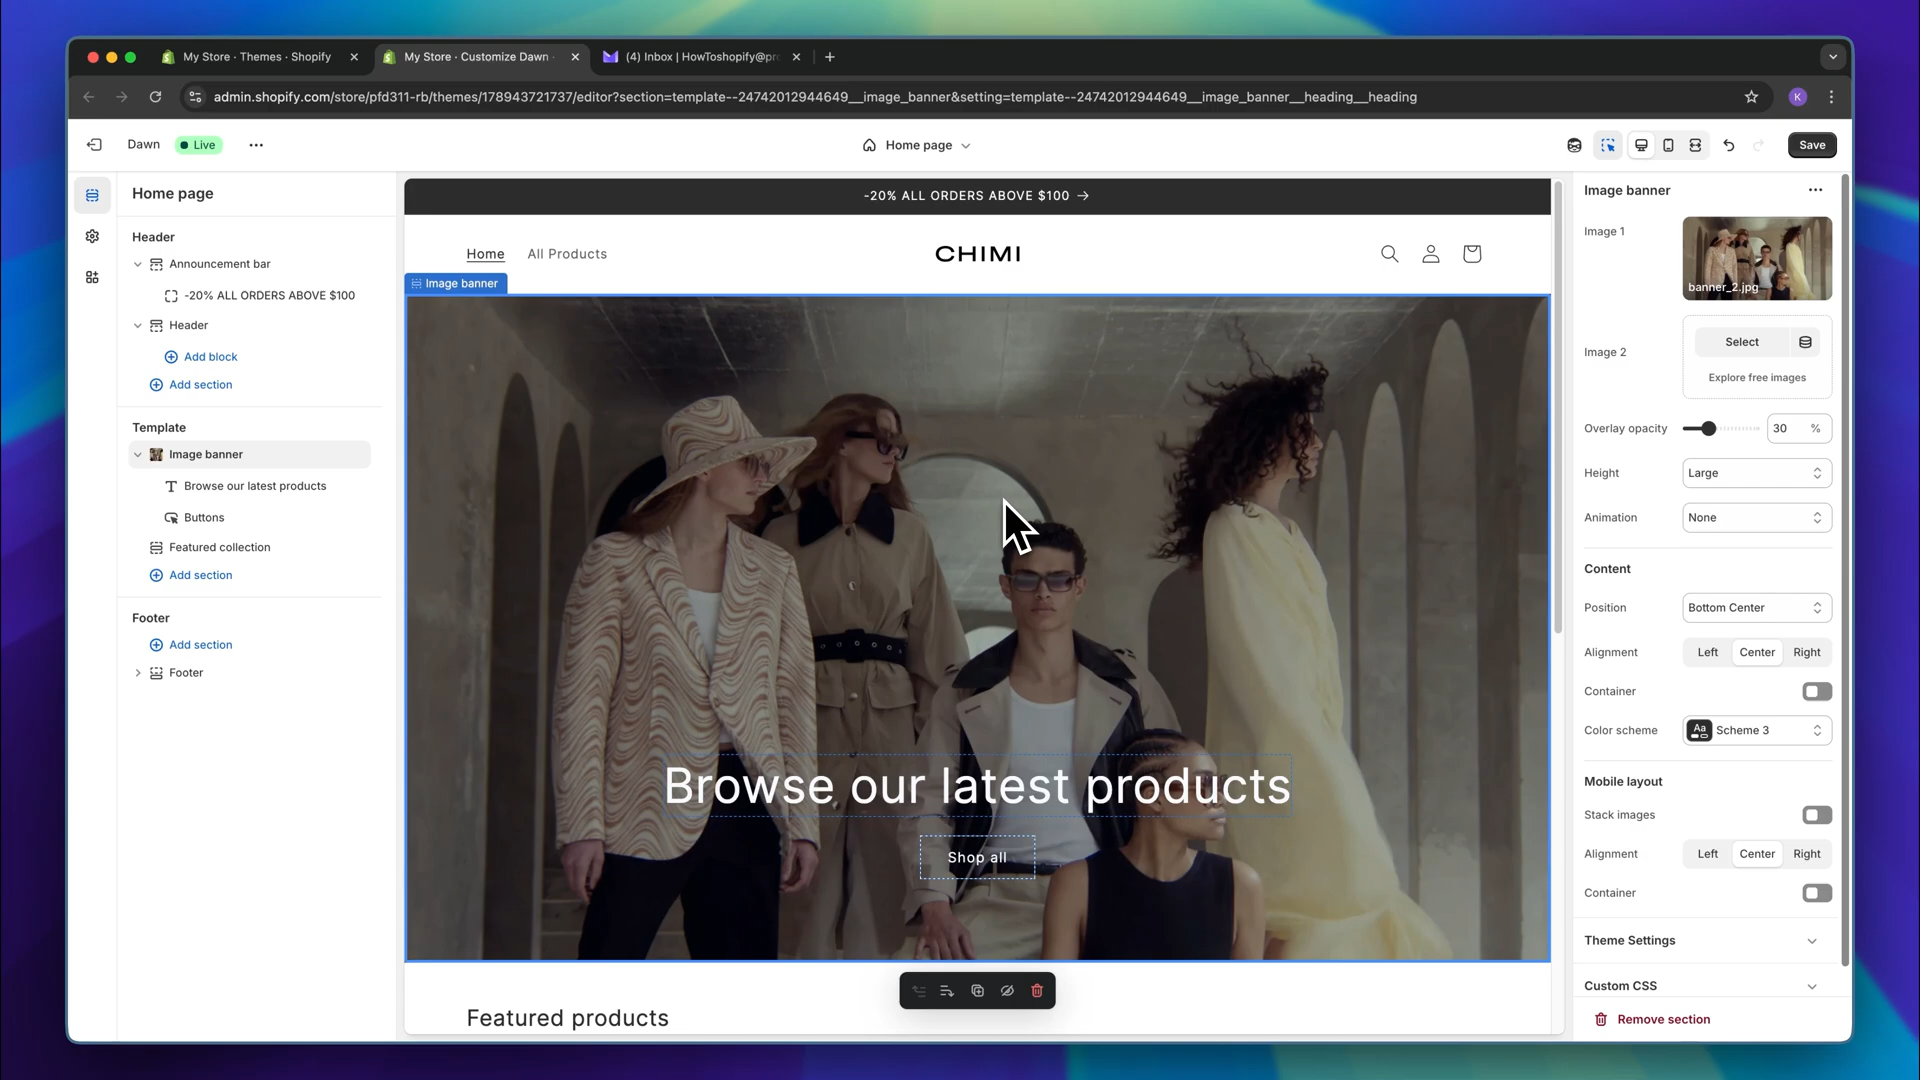 My Store · Themes · Shopify
My Store · Customize Dawn ·
(4) Inbox | HowToshopify@pro
admin.shopify.com/store/pfd311-rb/themes/178943721737/editor?section=template--24742012944649__image_banner&setting=template--24742012944649__image_banner__heading__heading
K
Dawn
Live
Home page
Save
Home page
Header
Announcement bar
-20% ALL ORDERS ABOVE $100
Header
Add block
Add section
Template
Image banner
Browse our latest products
Buttons
Featured collection
Add section
Footer
Add section
Footer
-20% ALL ORDERS ABOVE $100
Home
All Products
CHIMI
Image banner
Browse our latest products
Shop all
Featured products
Image banner
Image 1
banner_2.jpg
Image 2
Select
Explore free images
Overlay opacity
30 %
Height
Large
Animation
None
Content
Position
Bottom Center
Alignment
Left Center Right
Container
Color scheme
Aa
Scheme 3
Mobile layout
Stack images
Alignment
Left Center Right
Container
Theme Settings
Custom CSS
Remove section